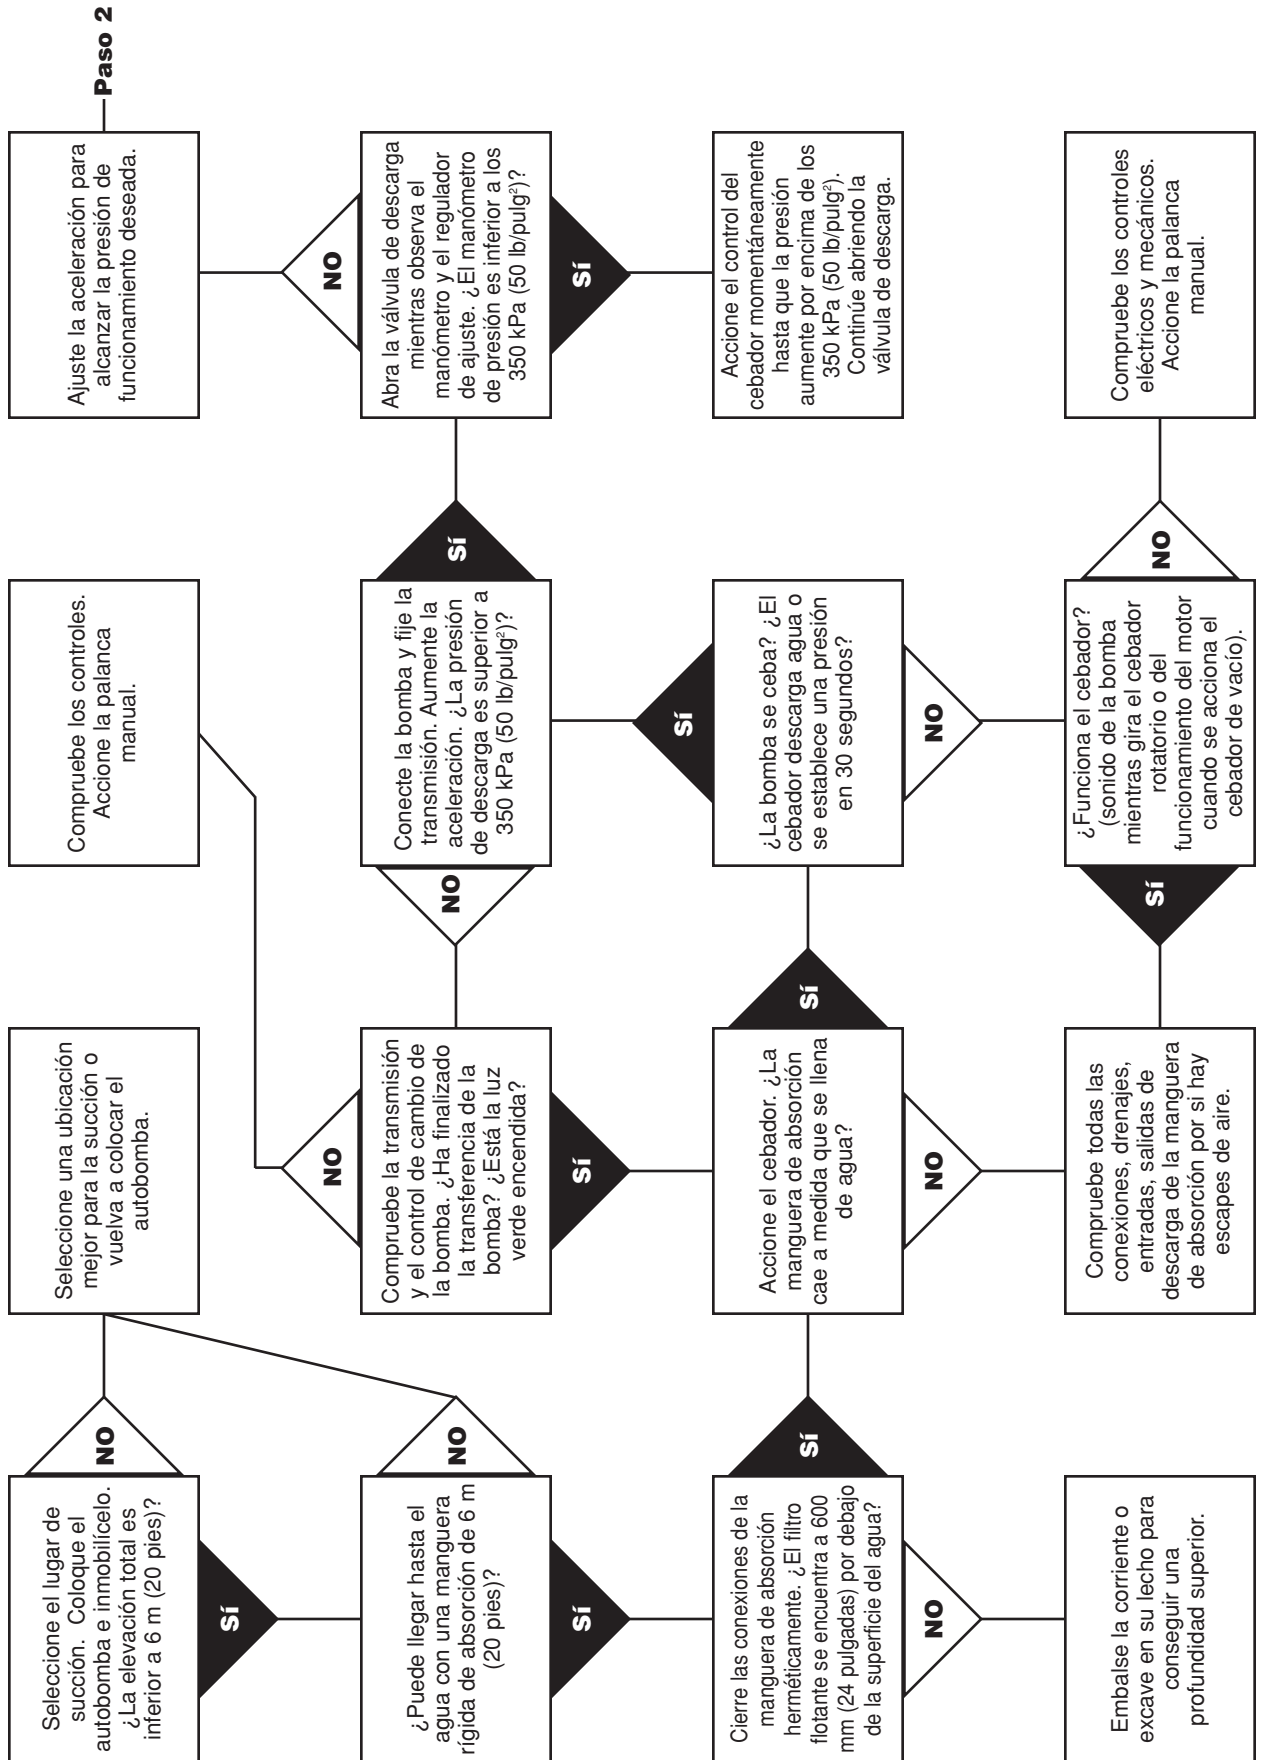 Seleccione el lugar de
succión. Coloque el
autobomba e inmobilícelo.
¿La elevación total es
inferior a 6 m (20 pies)?
NO
Sí
Seleccione una ubicación
mejor para la succión o
vuelva a colocar el
autobomba.
Compruebe los controles.
Accione la palanca
manual.
Ajuste la aceleración para
alcanzar la presión de
funcionamiento deseada.
Paso 2
¿Puede llegar hasta el
agua con una manguera
rígida de absorción de 6 m
(20 pies)?
NO
Sí
Compruebe la transmisión
y el control de cambio de
la bomba. ¿Ha finalizado
la transferencia de la
bomba? ¿Está la luz
verde encendida?
NO
Sí
Conecte la bomba y fije la
transmisión. Aumente la
aceleración. ¿La presión
de descarga es superior a
350 kPa (50 lb/pulg²)?
NO
Sí
Abra la válvula de descarga
mientras observa el
manómetro y el regulador
de ajuste. ¿El manómetro
de presión es inferior a los
350 kPa (50 lb/pulg²)?
NO
Sí
Cierre las conexiones de la
manguera de absorción
herméticamente. ¿El filtro
flotante se encuentra a 600
mm (24 pulgadas) por debajo
de la superficie del agua?
Sí
NO
Accione el cebador. ¿La
manguera de absorción
cae a medida que se llena
de agua?
Sí
NO
¿La bomba se ceba? ¿El
cebador descarga agua o
se establece una presión
en 30 segundos?
Sí
NO
Accione el control del
cebador momentáneamente
hasta que la presión
aumente por encima de los
350 kPa (50 lb/pulg²).
Continúe abriendo la
válvula de descarga.
Embalse la corriente o
excave en su lecho para
conseguir una
profundidad superior.
Compruebe todas las
conexiones, drenajes,
entradas, salidas de
descarga de la manguera
de absorción por si hay
escapes de aire.
Sí
¿Funciona el cebador?
(sonido de la bomba
mientras gira el cebador
rotatorio o del
funcionamiento del motor
cuando se acciona el
cebador de vacío).
NO
Compruebe los controles
eléctricos y mecánicos.
Accione la palanca
manual.